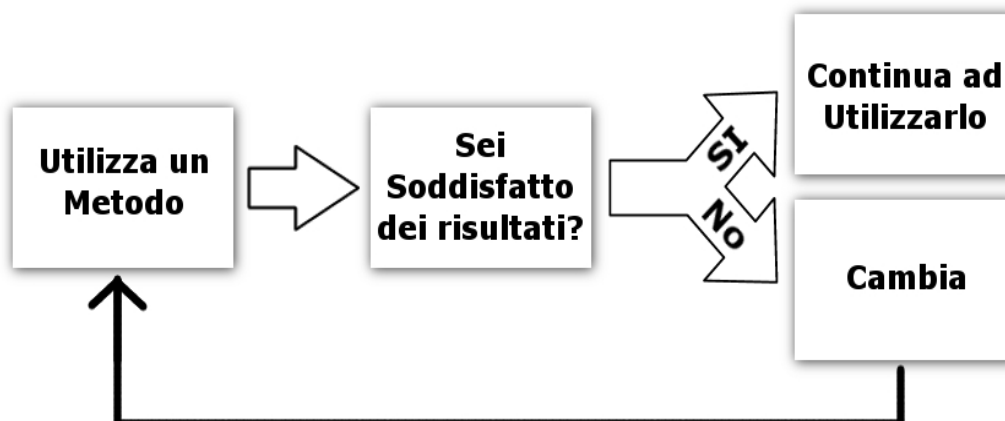 Utilizza un
Metodo
Sei
Soddisfatto
dei risultati?
SI
No
Continua ad
Utilizzarlo
Cambia